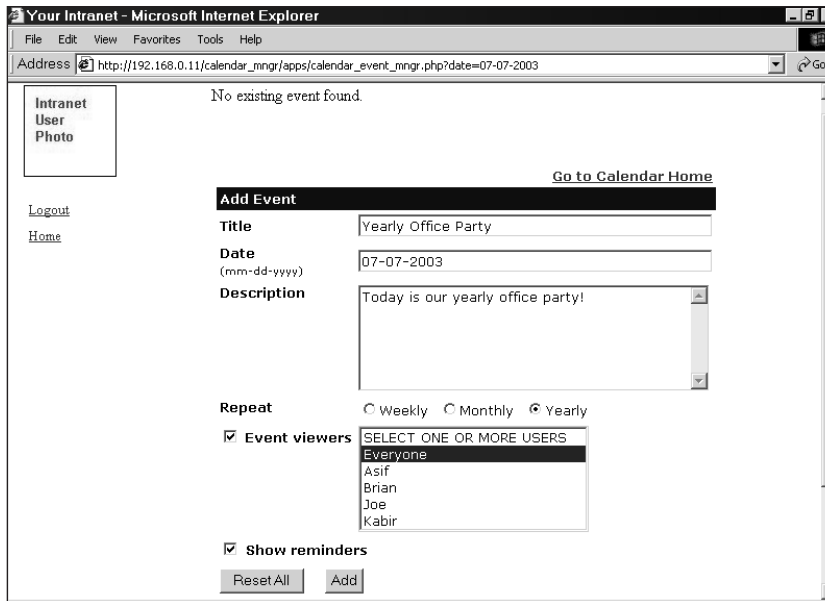 Your Intranet - Microsoft Internet Explorer
File Edit View Favorites Tools Help
Address http://192.168.0.11/calendar_mngr/apps/calendar_event_mngr.php?date=07-07-2003 Go
Intranet
User
Photo
No existing event found.
Go to Calendar Home
Logout
Home
Add Event
Title Yearly Office Party
Date
(mm-dd-yyyy) 07-07-2003
Description Today is our yearly office party!
Repeat Weekly Monthly Yearly
Event viewers SELECT ONE OR MORE USERS
Everyone
Asif
Brian
Joe
Kabir
Show reminders
Reset All Add